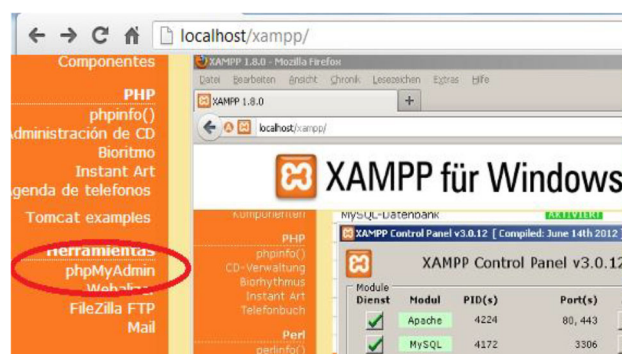 localhost/xampp/
Componentes
PHP
phpinfo()
Administración de CD
Bioritmo
Instant Art
Agenda de telefonos
Tomcat examples
Herramientas
phpMyAdmin
Webalizer
FileZilla FTP
Mail
XAMPP 1.8.0 - Mozilla Firefox
Datei Bearbeiten Ansicht Chronik Lesezeichen Extras Hilfe
XAMPP 1.8.0
localhost/xampp/
XAMPP für Windows
Komponenten
PHP
phpinfo()
CD-Verwaltung
Biorhythmus
Instant Art
Telefonbuch
Perl
perlinfo()
MySQL-Datenbank AKTIVIERT
XAMPP Control Panel v3.0.12 [ Compiled: June 14th 2012 ]
XAMPP Control Panel v3.0.12
Module
Dienst Modul PID(s) Port(s)
Apache 4224 80, 443
MySQL 4172 3306